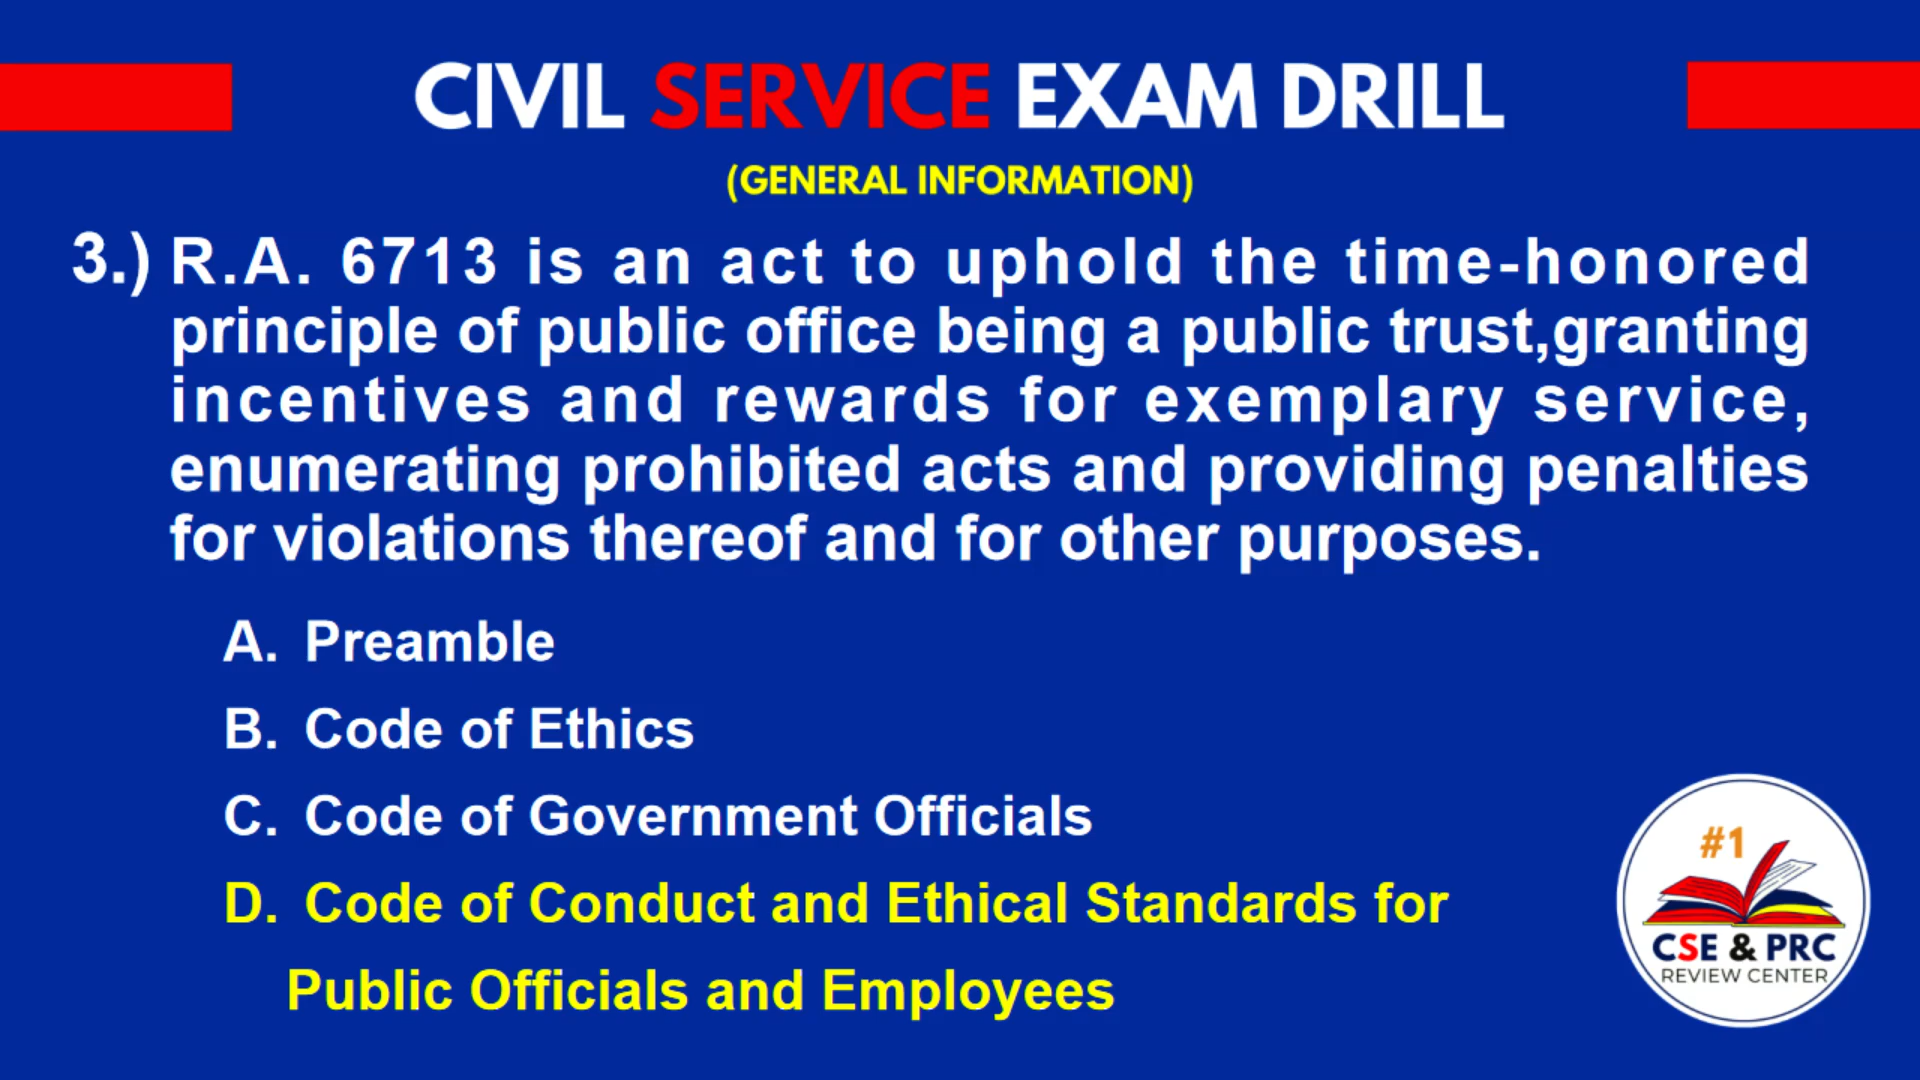 CIVIL SERVICE EXAM DRILL
(GENERAL INFORMATION)
3.) R.A. 6713 is an act to uphold the time-honored
principle of public office being a public trust,granting
incentives and rewards for exemplary service,
enumerating prohibited acts and providing penalties
for violations thereof and for other purposes.
A. Preamble
B. Code of Ethics
C. Code of Government Officials
D. Code of Conduct and Ethical Standards for
Public Officials and Employees
#1
CSE & PRC
REVIEW CENTER